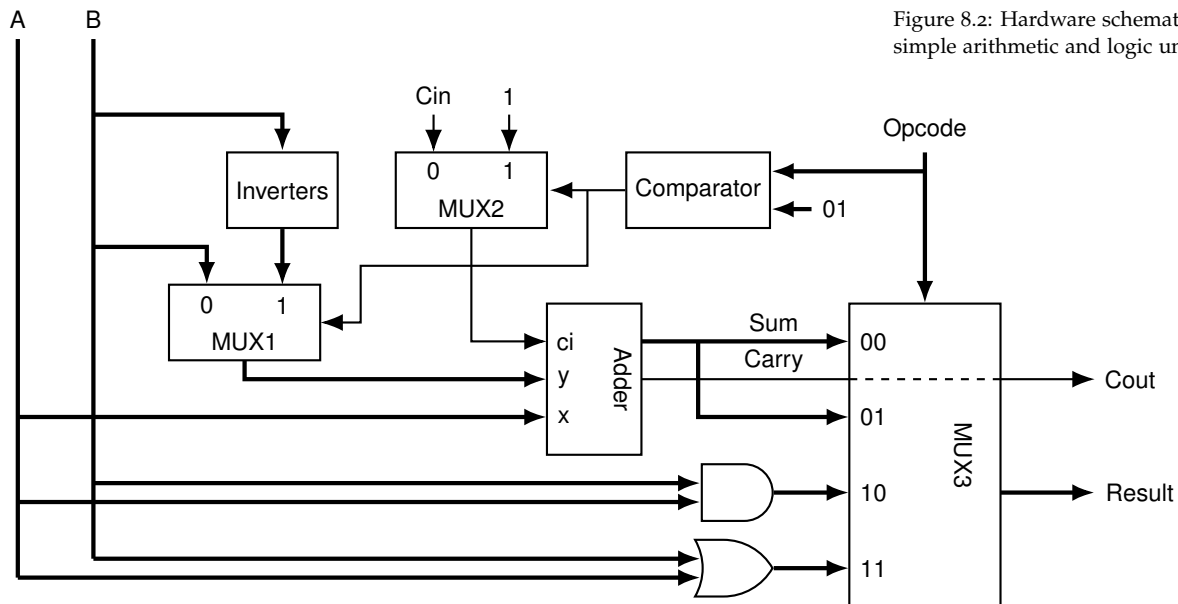 A B
Figure 8.2: Hardware schemat
simple arithmetic and logic un
Cin 1
Opcode
0 1
MUX2
Inverters
Comparator
01
0 1
MUX1
ci
y
x
Adder
Sum
Carry
00
01
10
11
MUX3
Cout
Result